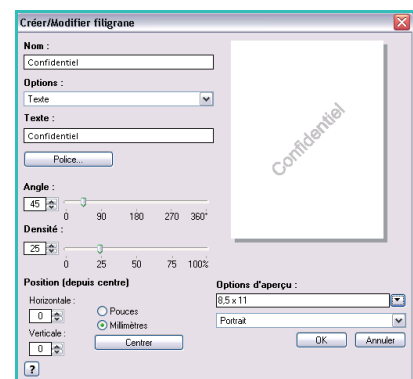 Créer/Modifier filigrane
Nom :
Confidentiel
Options :
Texte
Texte :
Confidentiel
Police...
Angle :
45
0 90 180 270 360°
Densité :
25
0 25 50 75 100%
Position (depuis centre)
Horizontale :
0
Verticale :
0
Pouces
Millimètres
Centrer
?
Confidentiel
Options d'aperçu :
8,5 x 11
Portrait
OK Annuler